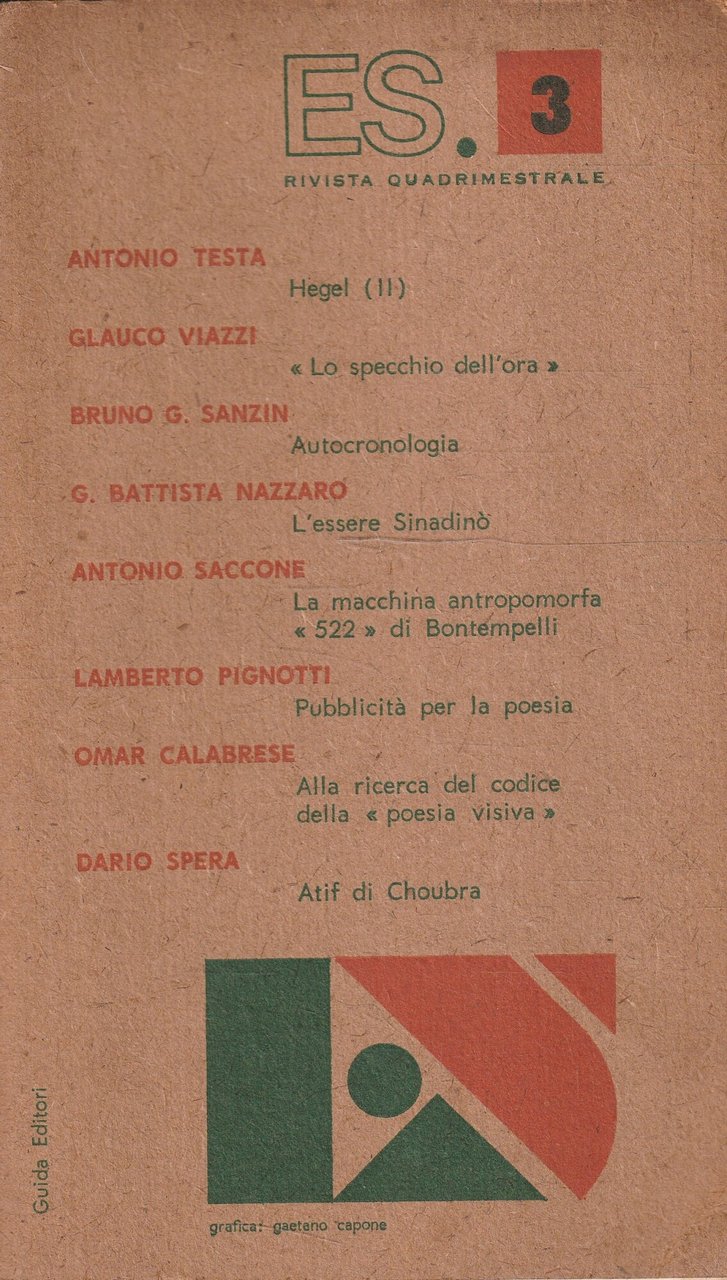 ES. 3
RIVISTA QUADRIMESTRALE
ANTONIO TESTA
Hegel (II)
GLAUCO VIAZZI
« Lo specchio dell'ora »
BRUNO G. SANZIN
Autocronologia
G. BATTISTA NAZZARO
L'essere Sinadinò
ANTONIO SACCONE
La macchina antropomorfa
« 522 » di Bontempelli
LAMBERTO PIGNOTTI
Pubblicità per la poesia
OMAR CALABRESE
Alla ricerca del codice
della « poesia visiva »
DARIO SPERA
Atif di Choubra
Guida Editori
grafica: gaetano capone